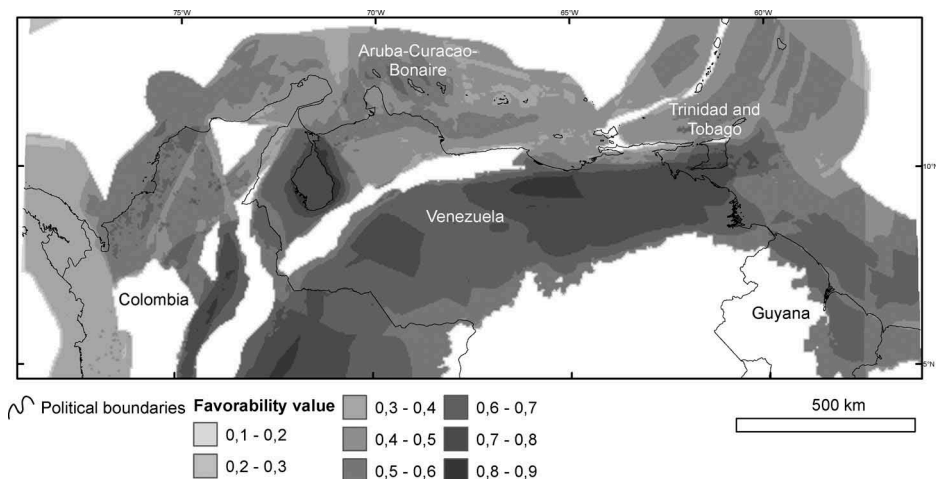 75°W 70°W 65°W 60°W
Aruba-Curacao-
Bonaire
Trinidad and
Tobago
10°N 10°N
Venezuela
Colombia
Guyana
5°N 5°N
Political boundaries
Favorability value
0,1 - 0,2
0,2 - 0,3
0,3 - 0,4
0,4 - 0,5
0,5 - 0,6
0,6 - 0,7
0,7 - 0,8
0,8 - 0,9
500 km